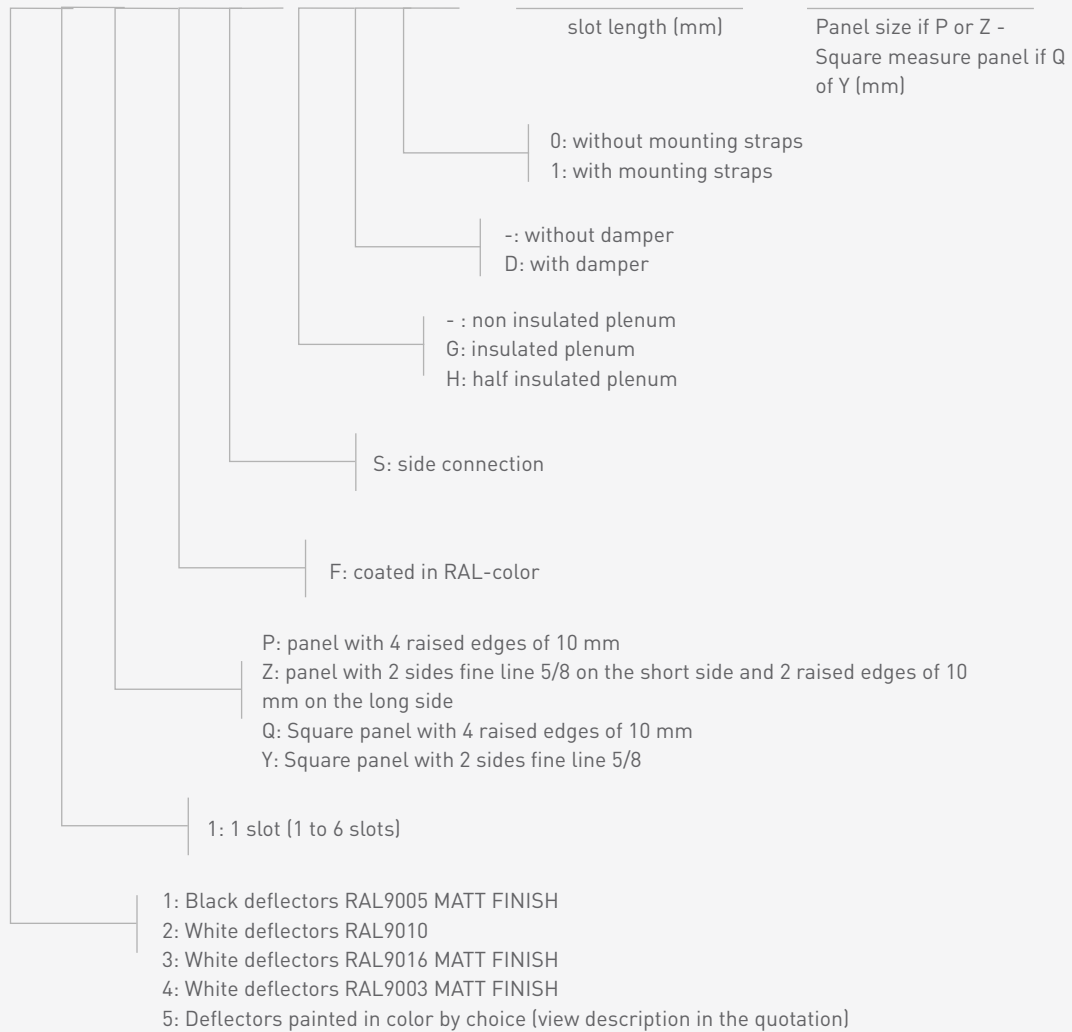 slot length (mm)
Panel size if P or Z -
Square measure panel if Q
of Y (mm)
0: without mounting straps
1: with mounting straps
-: without damper
D: with damper
- : non insulated plenum
G: insulated plenum
H: half insulated plenum
S: side connection
F: coated in RAL-color
P: panel with 4 raised edges of 10 mm
Z: panel with 2 sides fine line 5/8 on the short side and 2 raised edges of 10
mm on the long side
Q: Square panel with 4 raised edges of 10 mm
Y: Square panel with 2 sides fine line 5/8
1: 1 slot (1 to 6 slots)
1: Black deflectors RAL9005 MATT FINISH
2: White deflectors RAL9010
3: White deflectors RAL9016 MATT FINISH
4: White deflectors RAL9003 MATT FINISH
5: Deflectors painted in color by choice (view description in the quotation)